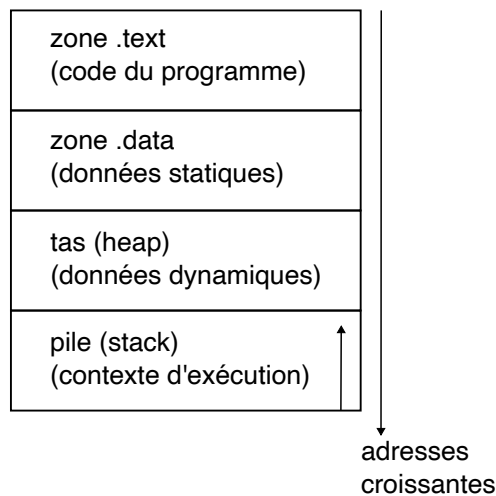 zone .text
(code du programme)
zone .data
(données statiques)
tas (heap)
(données dynamiques)
pile (stack)
(contexte d'exécution)
adresses
croissantes